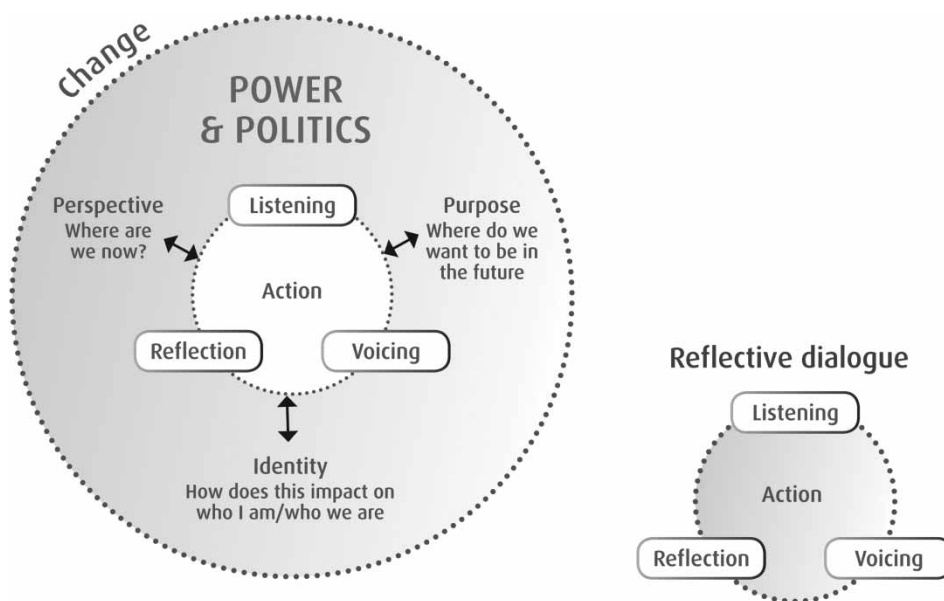 Change
POWER
& POLITICS
Perspective
Where are
we now?
Listening
Purpose
Where do we
want to be in
the future
Action
Reflection
Voicing
Identity
How does this impact on
who I am/who we are
Reflective dialogue
Listening
Action
Reflection
Voicing